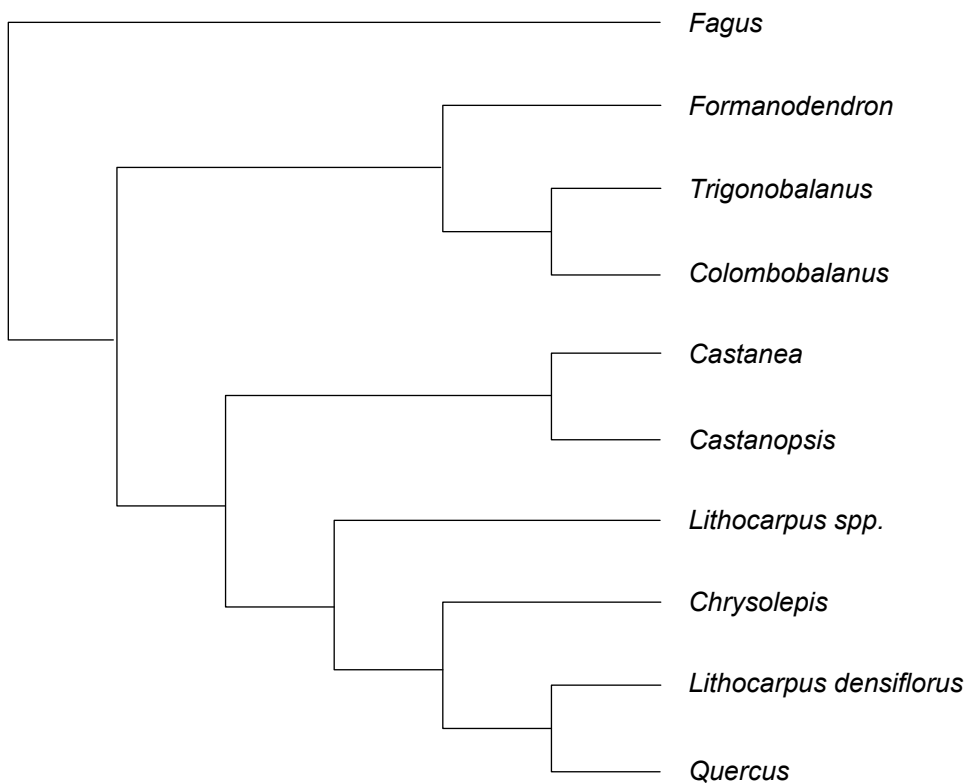 Fagus
Formanodendron
Trigonobalanus
Colombobalanus
Castanea
Castanopsis
Lithocarpus spp.
Chrysolepis
Lithocarpus densiflorus
Quercus